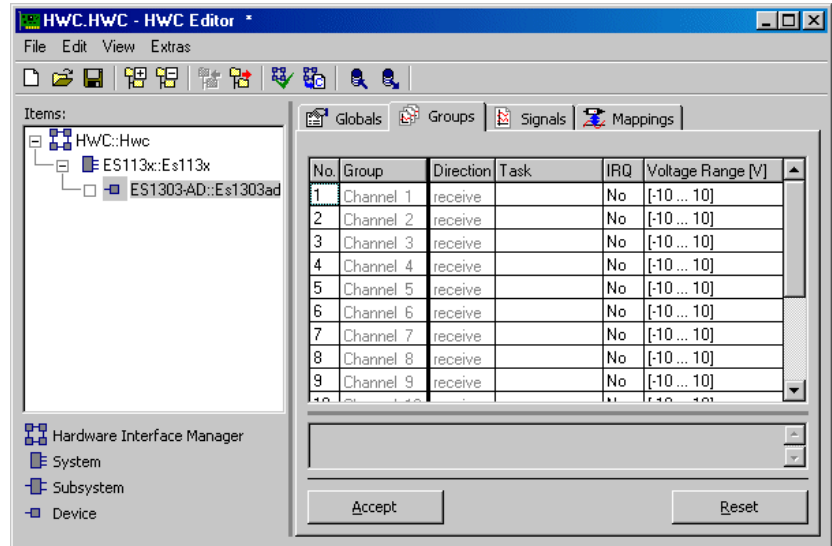 HWC.HWC - HWC Editor *
File Edit View Extras
Items:
HWC::Hwc
ES113x::Es113x
ES1303-AD::Es1303ad
Hardware Interface Manager
System
Subsystem
Device
Globals Groups Signals Mappings
No. Group Direction Task IRQ Voltage Range [V]
1 Channel 1 receive No [-10 ... 10]
2 Channel 2 receive No [-10 ... 10]
3 Channel 3 receive No [-10 ... 10]
4 Channel 4 receive No [-10 ... 10]
5 Channel 5 receive No [-10 ... 10]
6 Channel 6 receive No [-10 ... 10]
7 Channel 7 receive No [-10 ... 10]
8 Channel 8 receive No [-10 ... 10]
9 Channel 9 receive No [-10 ... 10]
Accept Reset